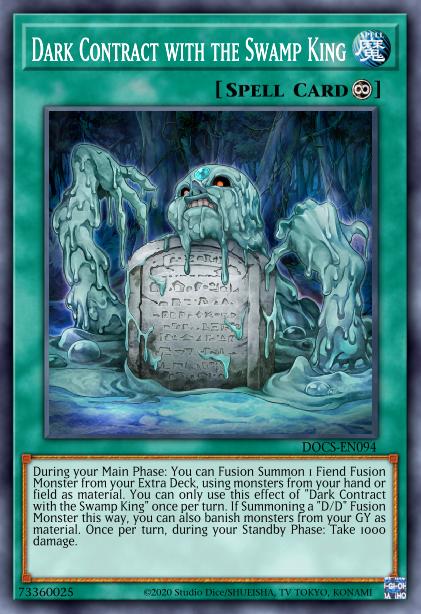 Dark Contract with the Swamp King
魔
[Spell Card]
DOCS-EN094
During your Main Phase: You can Fusion Summon 1 Fiend Fusion
Monster from your Extra Deck, using monsters from your hand or
field as material. You can only use this effect of "Dark Contract
with the Swamp King" once per turn. If Summoning a "D/D" Fusion
Monster this way, you can also banish monsters from your GY as
material. Once per turn, during your Standby Phase: Take 1000
damage.
73360025
©2020 Studio Dice/SHUEISHA, TV TOKYO, KONAMI